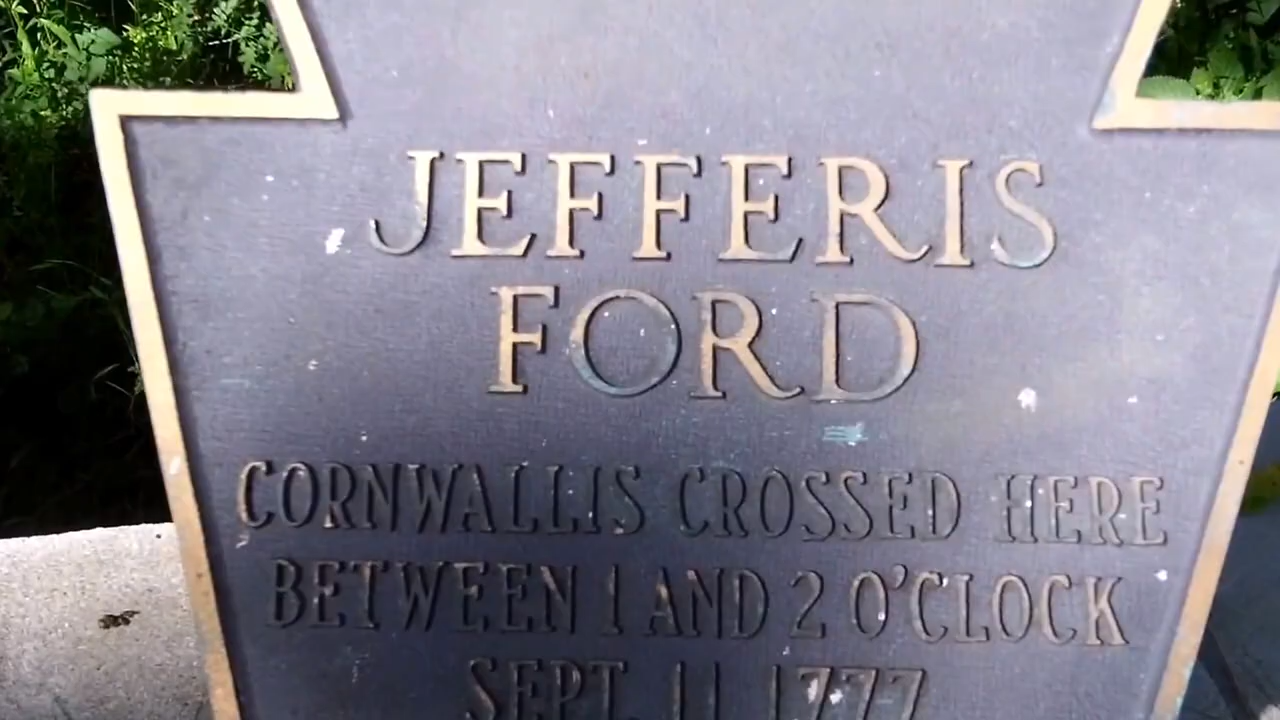 JEFFERIS
FORD
CORNWALLIS CROSSED HERE
BETWEEN 1 AND 2 O'CLOCK
SEPT. 11 1777